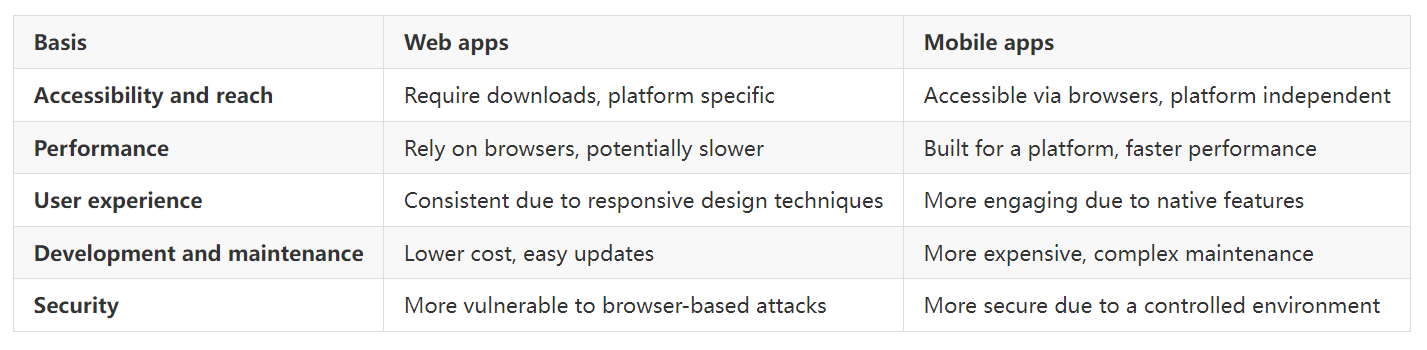 Basis Web apps Mobile apps
Accessibility and reach Require downloads, platform specific Accessible via browsers, platform independent
Performance Rely on browsers, potentially slower Built for a platform, faster performance
User experience Consistent due to responsive design techniques More engaging due to native features
Development and maintenance Lower cost, easy updates More expensive, complex maintenance
Security More vulnerable to browser-based attacks More secure due to a controlled environment